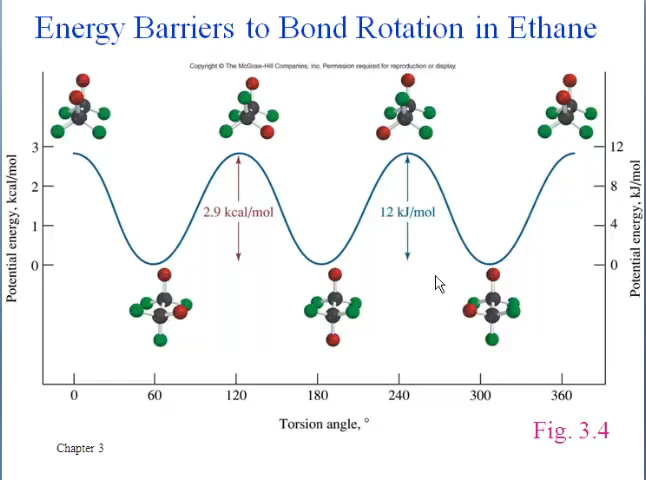 Energy Barriers to Bond Rotation in Ethane
Copyright © The McGraw-Hill Companies, Inc. Permission required for reproduction or display.
Potential energy, kcal/mol
3
2
1
0
2.9 kcal/mol
12 kJ/mol
12
8
4
0
Potential energy, kJ/mol
0 60 120 180 240 300 360
Torsion angle, °
Fig. 3.4
Chapter 3